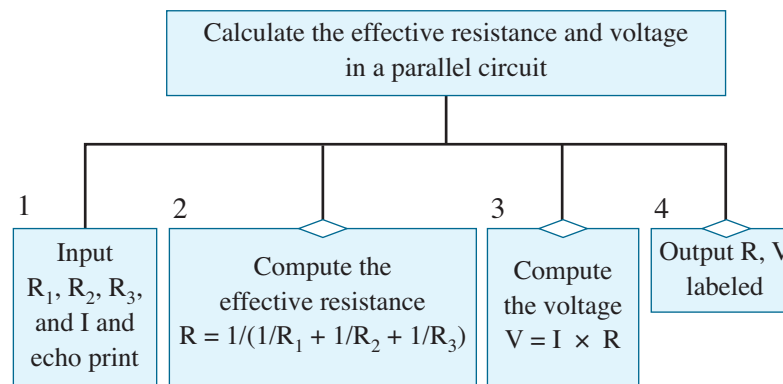 Calculate the effective resistance and voltage
in a parallel circuit
1
Input
R₁, R₂, R₃,
and I and
echo print
2
Compute the
effective resistance
R = 1/(1/R₁ + 1/R₂ + 1/R₃)
3
Compute
the voltage
V = I × R
4
Output R, V
labeled